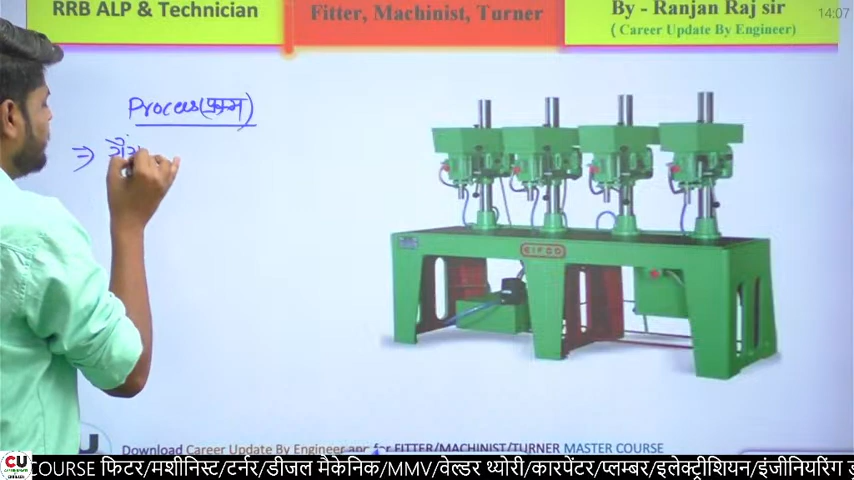 RRB ALP & Technician
Fitter, Machinist, Turner
By - Ranjan Raj sir
( Career Update By Engineer)
14:07
Process(क्रम)
⇒ गैंग
EIFCO
Download Career Update By Engineer app for FITTER/MACHINIST/TURNER MASTER COURSE
CU
COURSE फिटर/मशीनिस्ट/टर्नर/डीजल मैकेनिक/MMV/वेल्डर थ्योरी/कारपेंटर/प्लम्बर/इलेक्ट्रीशियन/इंजीनियरिंग ड